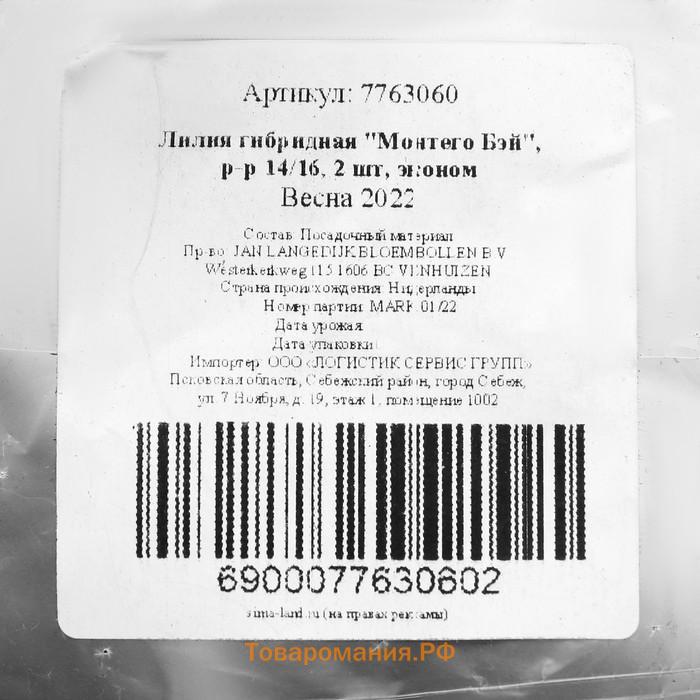 Артикул: 7763060
Лилия гибридная "Монтего Бэй",
р-р 14/16, 2 шт, эконом
Весна 2022
Состав: Посадочный материал
Пр-во: JAN LANGEDIJK BLOEMBOLLEN B.V
Westerkerkweg 115 1606 BC VENHUIZEN
Страна происхождения: Нидерланды
Номер партии: MARK 01/22
Дата урожая
Дата упаковки:
Импортер: ООО «ЛОГИСТИК СЕРВИС ГРУПП»
Псковская область, Себежский район, город Себеж,
ул. 7 Ноября, д. 19, этаж 1, помещение 1002
6900077630602
sima-land.ru (на правах рекламы)
Товаромания.РФ